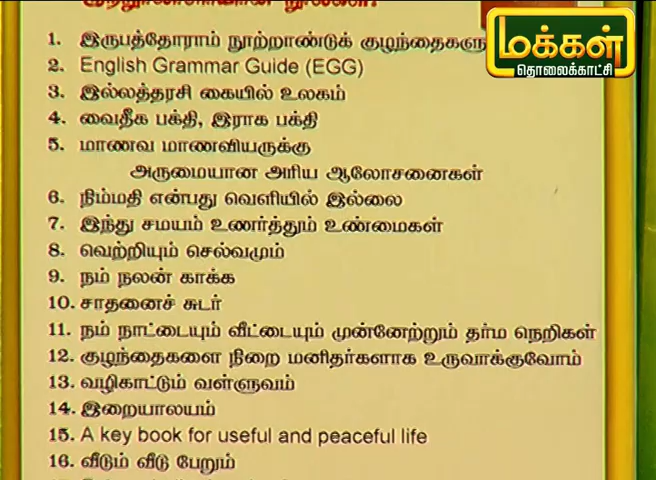 மக்கள்
தொலைக்காட்சி
1. இருபத்தோராம் நூற்றாண்டுக்
2. English Grammar Guide (EGG)
3. இல்லத்தரசி கையில் உலகம்
4. வைதீக பக்தி, இராக பக்தி
5. மாணவ மாணவியருக்கு
அருமையான அரிய ஆலோசனைகள்
6. நிம்மதி என்பது வெளியில் இல்லை
7. இந்து சமயம் உணர்த்தும் உண்மைகள்
8. வெற்றியும் செல்வமும்
9. நம் நலன் காக்க
10. சாதனைச் சுடர்
11. நம் நாட்டையும் வீட்டையும் முன்னேற்றும் தர்ம நெறிகள்
12. குழந்தைகளை நிறை மனிதர்களாக உருவாக்குவோம்
13. வழிகாட்டும் வள்ளுவம்
14. இறையாலயம்
15. A key book for useful and peaceful life
16. வீடும் வீடு பேறும்